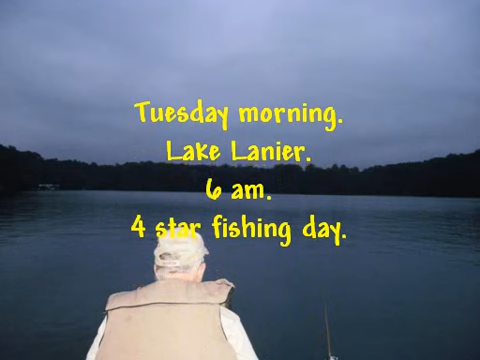 Tuesday morning.
Lake Lanier.
6 am.
4 star fishing day.